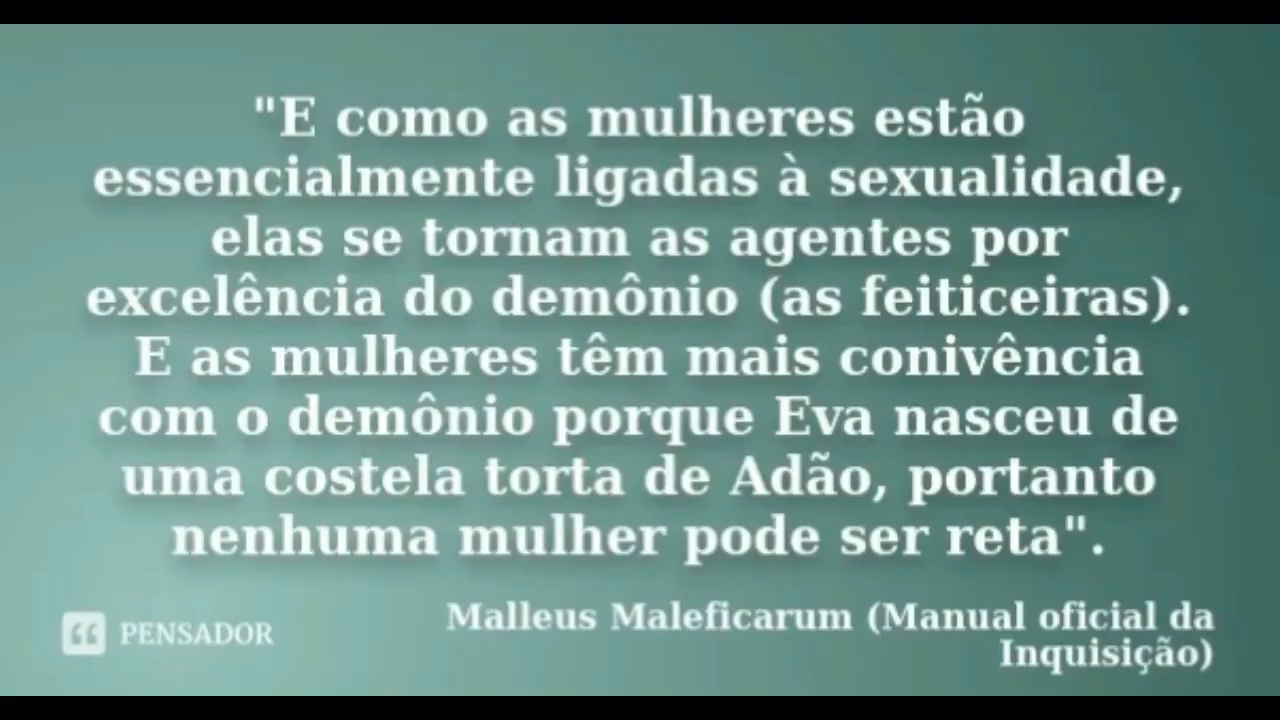 "E como as mulheres estão
essencialmente ligadas à sexualidade,
elas se tornam as agentes por
excelência do demônio (as feiticeiras).
E as mulheres têm mais conivência
com o demônio porque Eva nasceu de
uma costela torta de Adão, portanto
nenhuma mulher pode ser reta".
Malleus Maleficarum (Manual oficial da
Inquisição)
PENSADOR